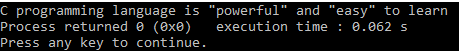 C programming language is "powerful" and "easy" to learn
Process returned 0 (0x0)   execution time : 0.062 s
Press any key to continue.